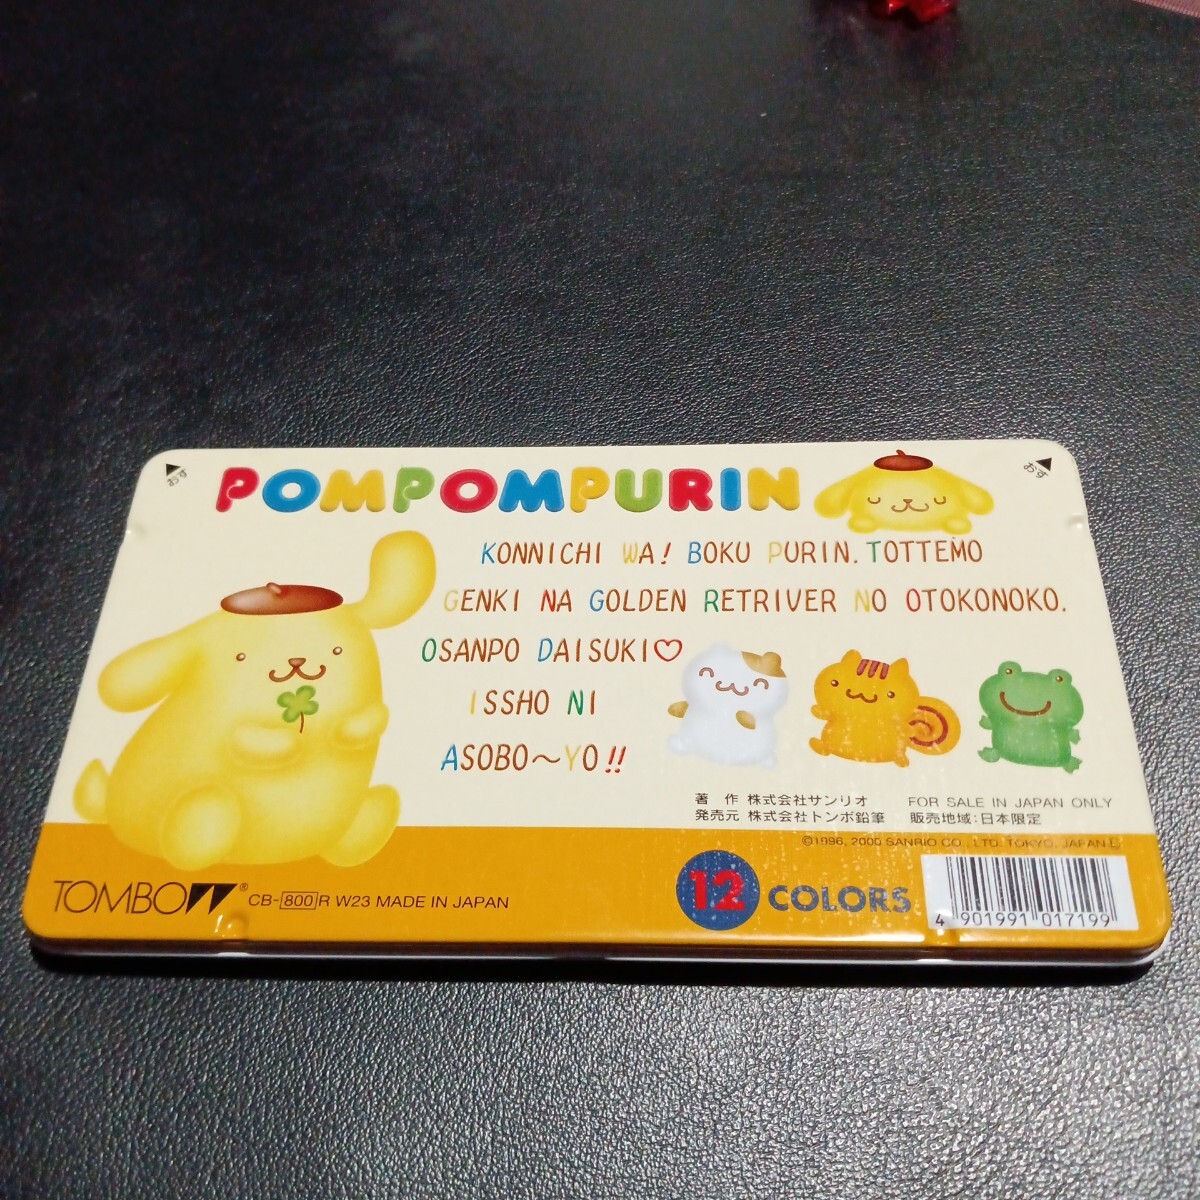 おす
POMPOMPURIN
おす
KONNICHI WA! BOKU PURIN. TOTTEMO
GENKI NA GOLDEN RETRIVER NO OTOKONOKO.
OSANPO DAISUKI♡
ISSHO NI
ASOBO〜YO!!
著 作 株式会社サンリオ FOR SALE IN JAPAN ONLY
発売元 株式会社トンボ鉛筆 販売地域:日本限定
©1996, 2000 SANRIO CO., LTD. TOKYO, JAPAN
TOMBOW® CB-800R W23 MADE IN JAPAN
12 COLORS
4 901991 017199